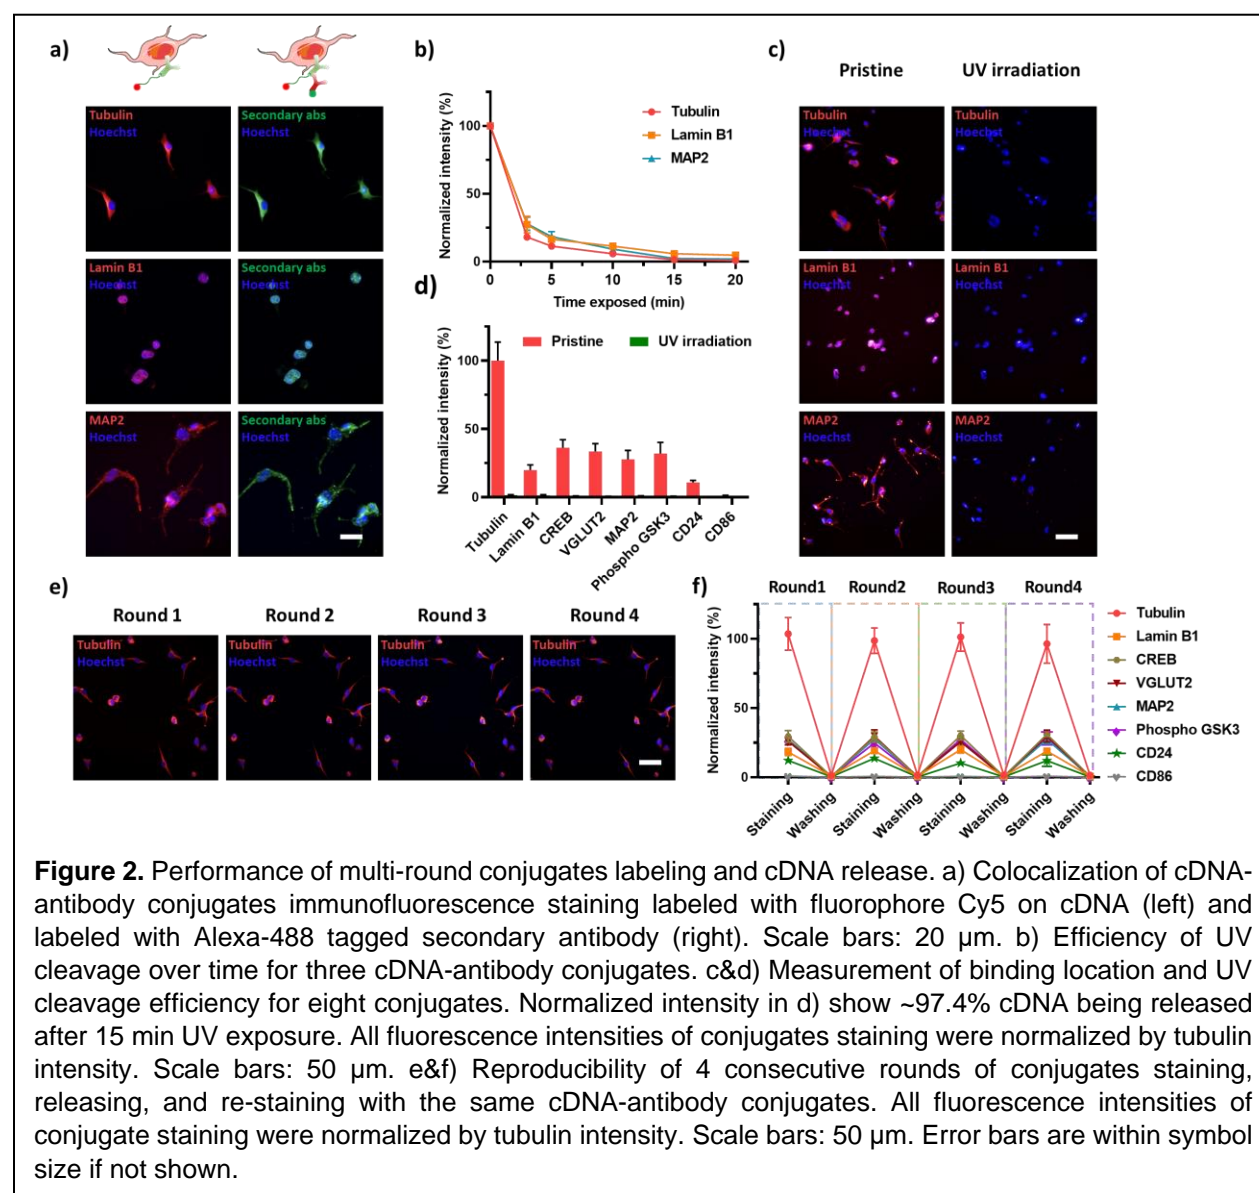 a)
Tubulin
Hoechst
Secondary abs
Hoechst
Lamin B1
Hoechst
Secondary abs
Hoechst
MAP2
Hoechst
Secondary abs
Hoechst
b)
Normalized intensity (%)
100
50
0
0
5
10
15
20
Time exposed (min)
Tubulin
Lamin B1
MAP2
c)
Pristine
UV irradiation
Tubulin
Hoechst
Tubulin
Hoechst
Lamin B1
Hoechst
Lamin B1
Hoechst
MAP2
Hoechst
MAP2
Hoechst
d)
Normalized intensity (%)
100
50
0
Pristine
UV irradiation
Tubulin
Lamin B1
CREB
VGLUT2
MAP2
Phospho GSK3
CD24
CD86
e)
Round 1
Round 2
Round 3
Round 4
Tubulin
Hoechst
Tubulin
Hoechst
Tubulin
Hoechst
Tubulin
Hoechst
f)
Round1
Round2
Round3
Round4
Normalized intensity (%)
100
50
0
Staining
Washing
Staining
Washing
Staining
Washing
Staining
Washing
Tubulin
Lamin B1
CREB
VGLUT2
MAP2
Phospho GSK3
CD24
CD86
Figure 2. Performance of multi-round conjugates labeling and cDNA release. a) Colocalization of cDNA-
antibody conjugates immunofluorescence staining labeled with fluorophore Cy5 on cDNA (left) and
labeled with Alexa-488 tagged secondary antibody (right). Scale bars: 20 µm. b) Efficiency of UV
cleavage over time for three cDNA-antibody conjugates. c&d) Measurement of binding location and UV
cleavage efficiency for eight conjugates. Normalized intensity in d) show ~97.4% cDNA being released
after 15 min UV exposure. All fluorescence intensities of conjugates staining were normalized by tubulin
intensity. Scale bars: 50 µm. e&f) Reproducibility of 4 consecutive rounds of conjugates staining,
releasing, and re-staining with the same cDNA-antibody conjugates. All fluorescence intensities of
conjugate staining were normalized by tubulin intensity. Scale bars: 50 µm. Error bars are within symbol
size if not shown.